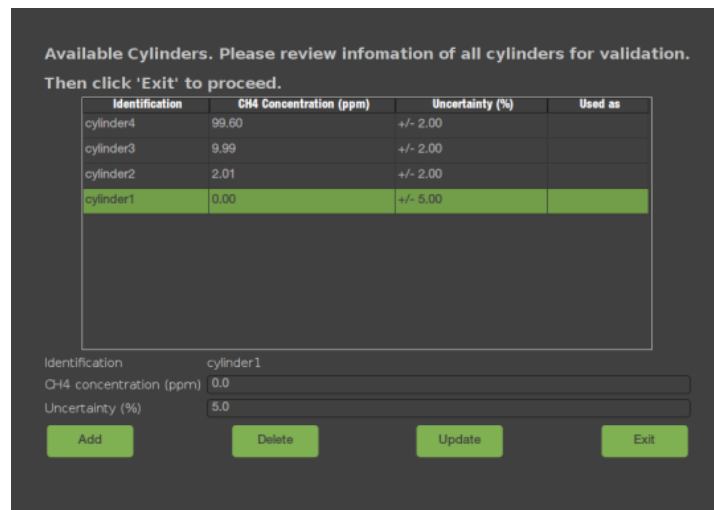 Available Cylinders. Please review infomation of all cylinders for validation.
Then click 'Exit' to proceed.
Identification CH4 Concentration (ppm) Uncertainty (%) Used as
cylinder4 99.60 +/- 2.00
cylinder3 9.99 +/- 2.00
cylinder2 2.01 +/- 2.00
cylinder1 0.00 +/- 5.00
Identification cylinder1
CH4 concentration (ppm) 0.0
Uncertainty (%) 5.0
Add Delete Update Exit